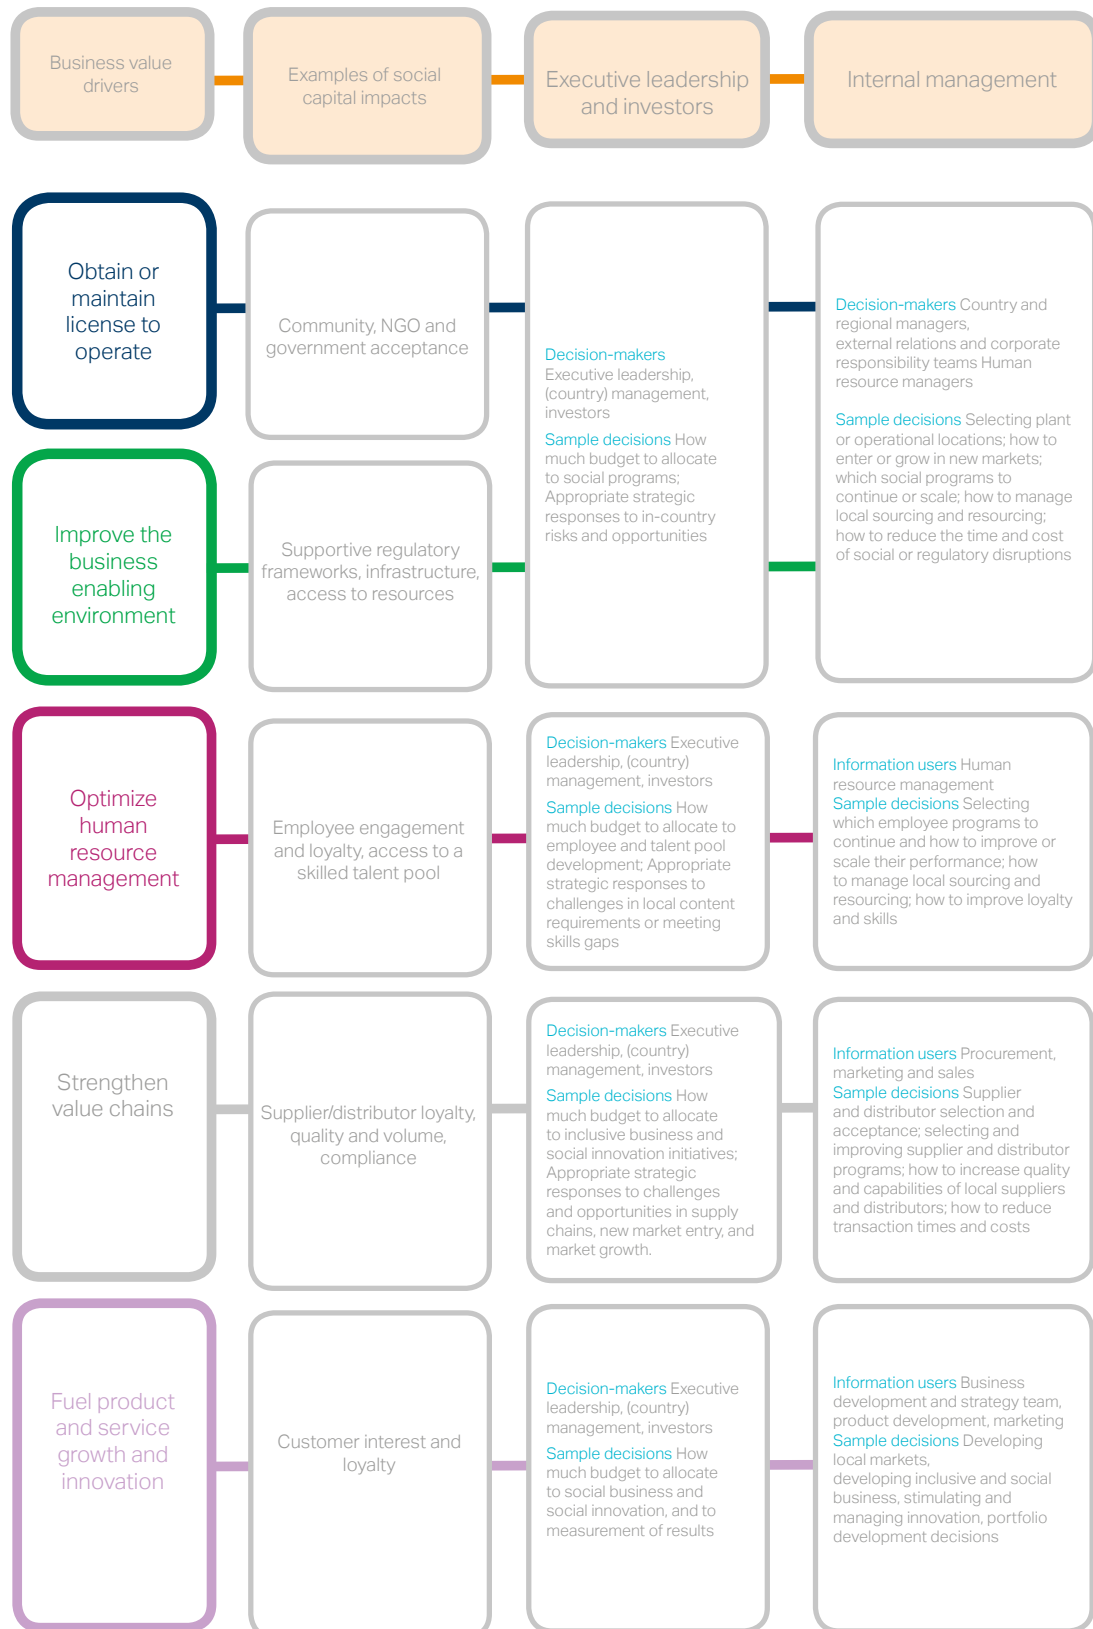 Business value
drivers
Examples of social
capital impacts
Executive leadership
and investors
Internal management
Obtain or
maintain
license to
operate
Community, NGO and
government acceptance
Improve the
business
enabling
environment
Supportive regulatory
frameworks, infrastructure,
access to resources
Decision-makers
Executive leadership,
(country) management,
investors
Sample decisions How
much budget to allocate
to social programs;
Appropriate strategic
responses to in-country
risks and opportunities
Decision-makers Country and
regional managers,
external relations and corporate
responsibility teams Human
resource managers
Sample decisions Selecting plant
or operational locations; how to
enter or grow in new markets;
which social programs to
continue or scale; how to manage
local sourcing and resourcing;
how to reduce the time and cost
of social or regulatory disruptions
Optimize
human
resource
management
Employee engagement
and loyalty, access to a
skilled talent pool
Decision-makers Executive
leadership, (country)
management, investors
Sample decisions How
much budget to allocate to
employee and talent pool
development; Appropriate
strategic responses to
challenges in local content
requirements or meeting
skills gaps
Information users Human
resource management
Sample decisions Selecting
which employee programs to
continue and how to improve or
scale their performance; how
to manage local sourcing and
resourcing; how to improve loyalty
and skills
Strengthen
value chains
Supplier/distributor loyalty,
quality and volume,
compliance
Decision-makers Executive
leadership, (country)
management, investors
Sample decisions How
much budget to allocate
to inclusive business and
social innovation initiatives;
Appropriate strategic
responses to challenges
and opportunities in supply
chains, new market entry, and
market growth.
Information users Procurement,
marketing and sales
Sample decisions Supplier
and distributor selection and
acceptance; selecting and
improving supplier and distributor
programs; how to increase quality
and capabilities of local suppliers
and distributors; how to reduce
transaction times and costs
Fuel product
and service
growth and
innovation
Customer interest and
loyalty
Decision-makers Executive
leadership, (country)
management, investors
Sample decisions How
much budget to allocate
to social business and
social innovation, and to
measurement of results
Information users Business
development and strategy team,
product development, marketing
Sample decisions Developing
local markets,
developing inclusive and social
business, stimulating and
managing innovation, portfolio
development decisions